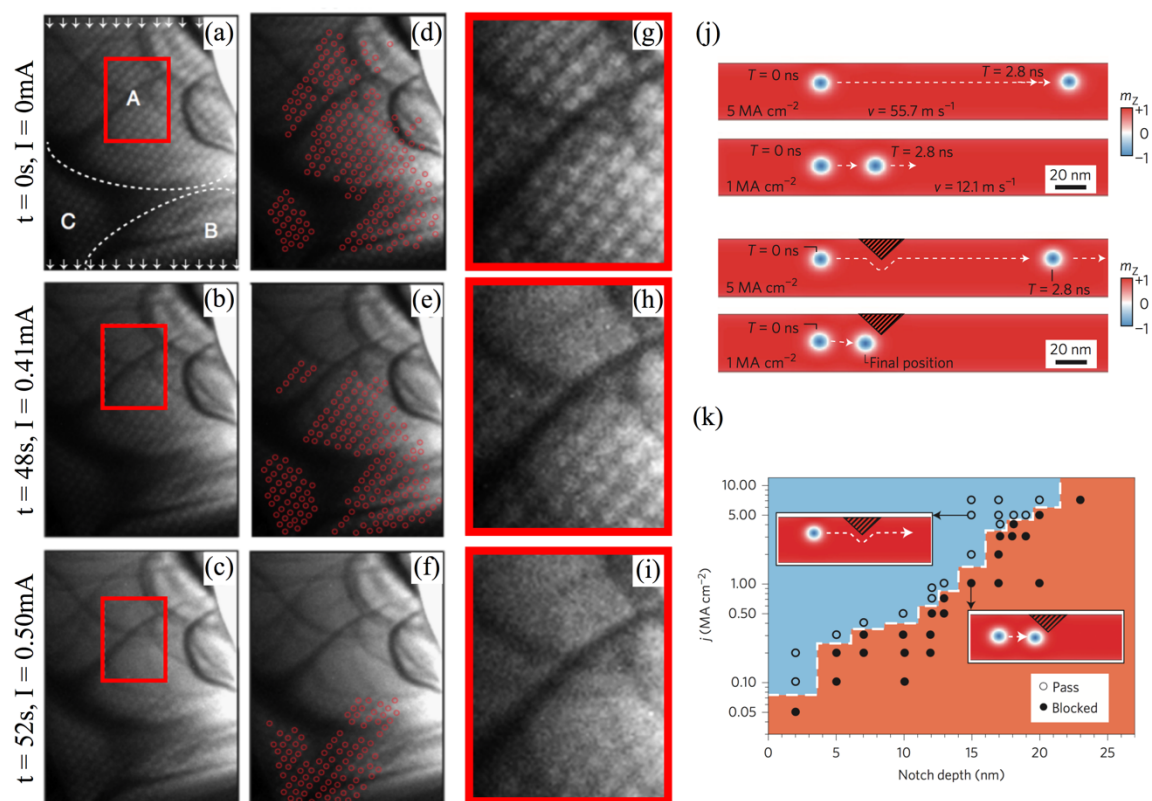 t = 0s, I = 0mA
(a)
A
C
B
(d)
(g)
t = 48s, I = 0.41mA
(b)
(e)
(h)
t = 52s, I = 0.50mA
(c)
(f)
(i)
(j)
T = 0 ns
T = 2.8 ns
5 MA cm−2
v = 55.7 m s−1
T = 0 ns
T = 2.8 ns
1 MA cm−2
v = 12.1 m s−1
mZ
+1
0
−1
20 nm
T = 0 ns
5 MA cm−2
T = 2.8 ns
T = 0 ns
1 MA cm−2
Final position
mZ
+1
0
−1
20 nm
(k)
j (MA cm−2)
10.00
5.00
1.00
0.50
0.10
0.05
Pass
Blocked
0 5 10 15 20 25
Notch depth (nm)